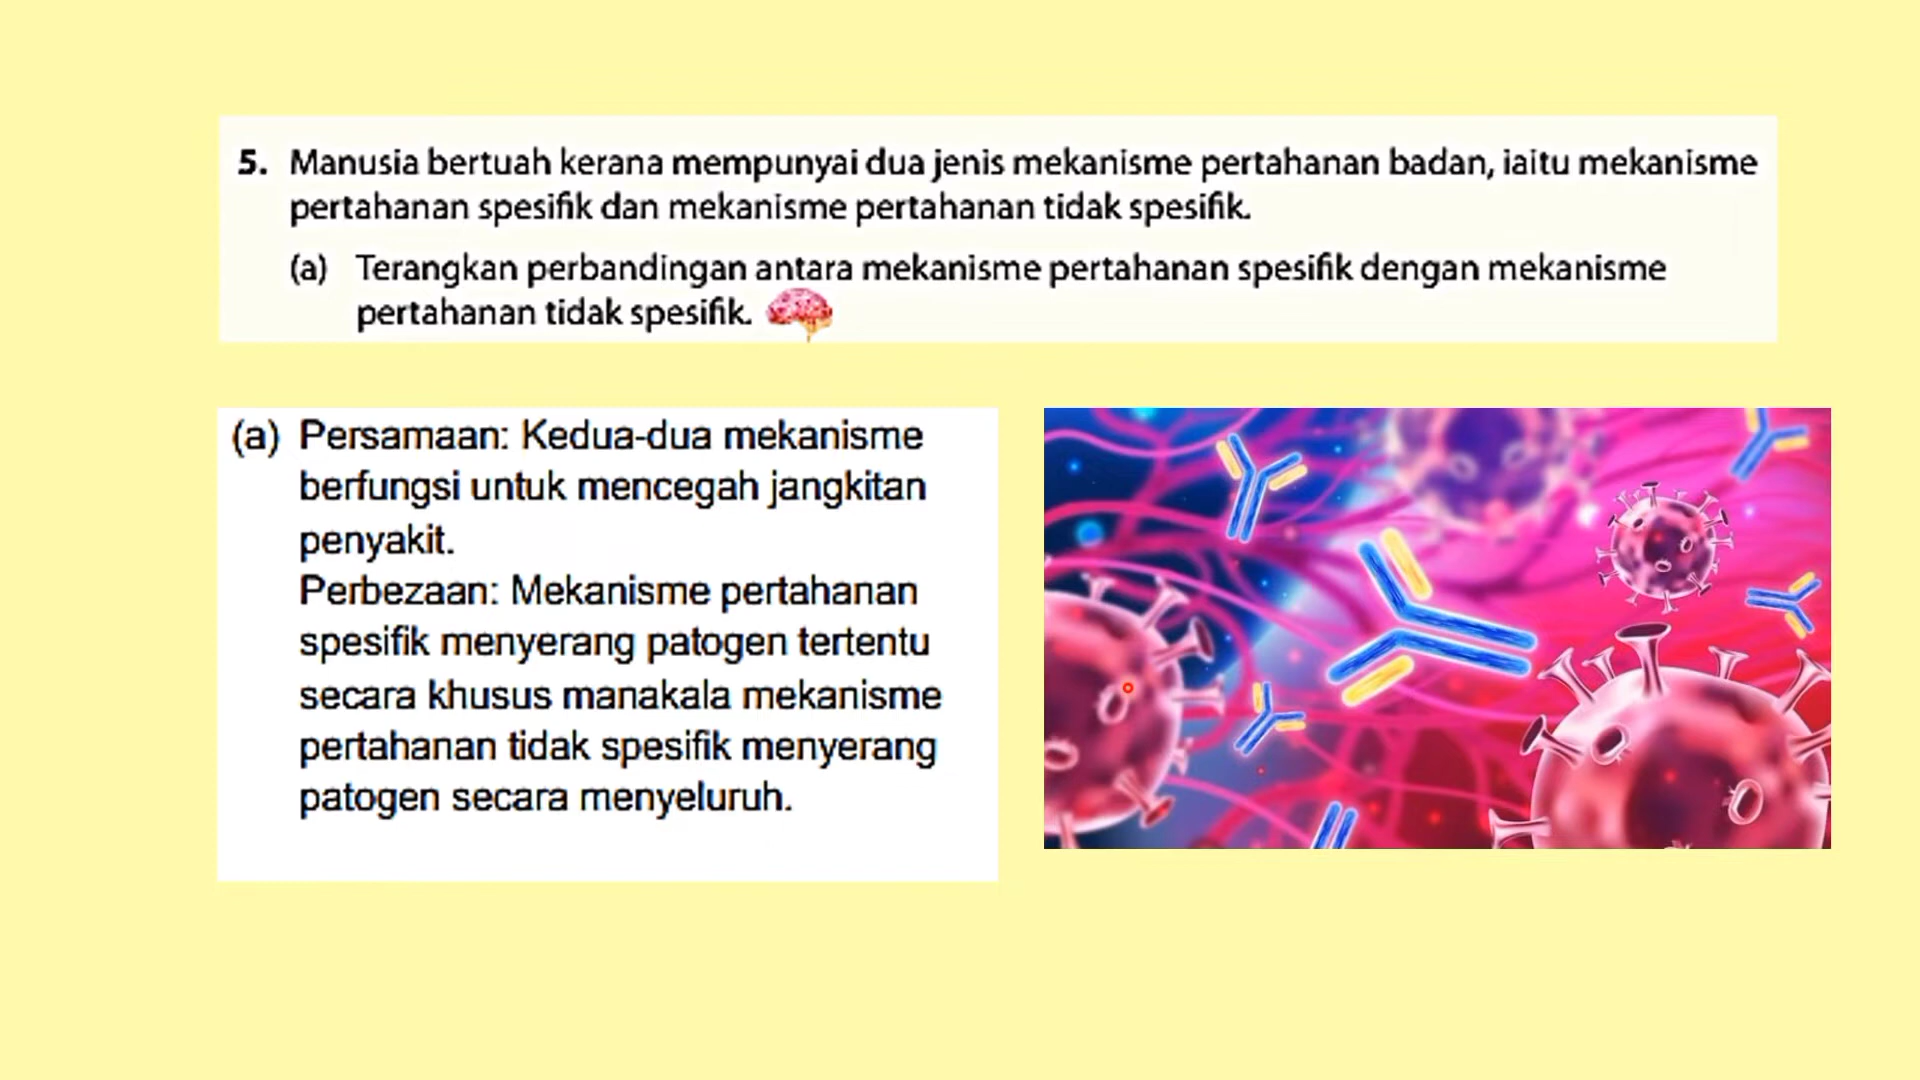 5. Manusia bertuah kerana mempunyai dua jenis mekanisme pertahanan badan, iaitu mekanisme
pertahanan spesifik dan mekanisme pertahanan tidak spesifik.
(a) Terangkan perbandingan antara mekanisme pertahanan spesifik dengan mekanisme
pertahanan tidak spesifik.
(a) Persamaan: Kedua-dua mekanisme
berfungsi untuk mencegah jangkitan
penyakit.
Perbezaan: Mekanisme pertahanan
spesifik menyerang patogen tertentu
secara khusus manakala mekanisme
pertahanan tidak spesifik menyerang
patogen secara menyeluruh.